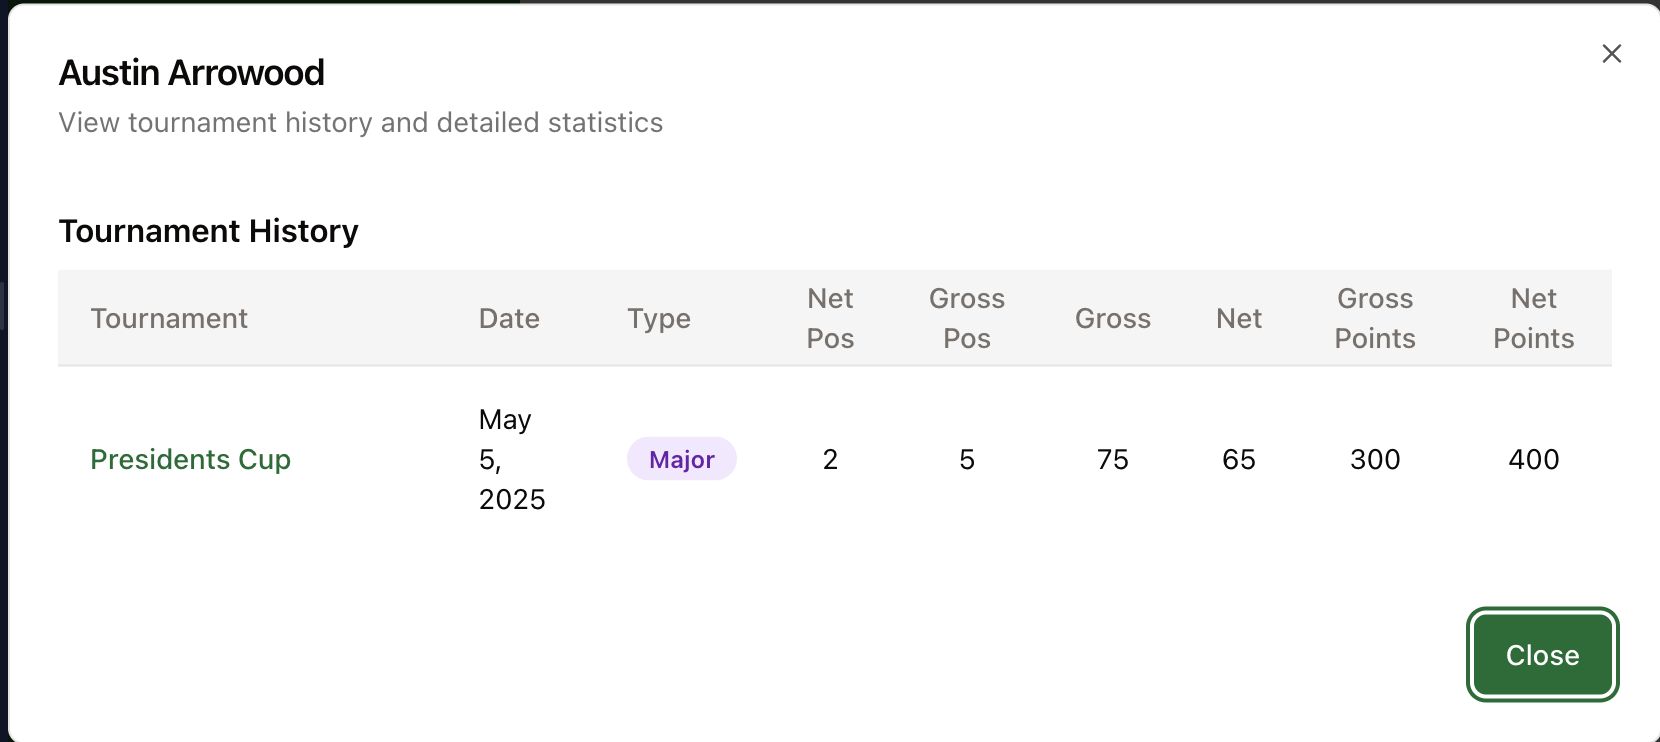 Austin Arrowood
View tournament history and detailed statistics
Tournament History
Tournament Date Type Net Pos Gross Pos Gross Net Gross Points Net Points
Presidents Cup May 5, 2025 Major 2 5 75 65 300 400
Close